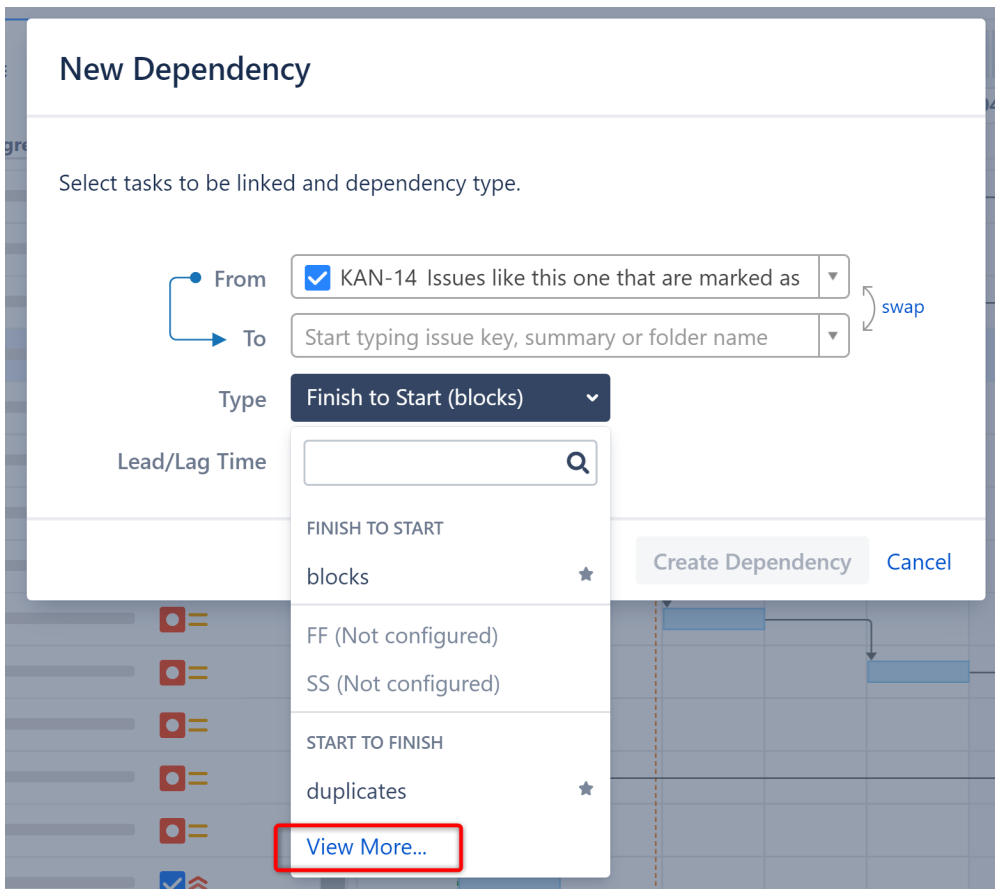 New Dependency
Select tasks to be linked and dependency type.
From
KAN-14 Issues like this one that are marked as
To
Start typing issue key, summary or folder name
swap
Type
Finish to Start (blocks)
Lead/Lag Time
FINISH TO START
blocks
Create Dependency
Cancel
FF (Not configured)
SS (Not configured)
START TO FINISH
duplicates
View More...